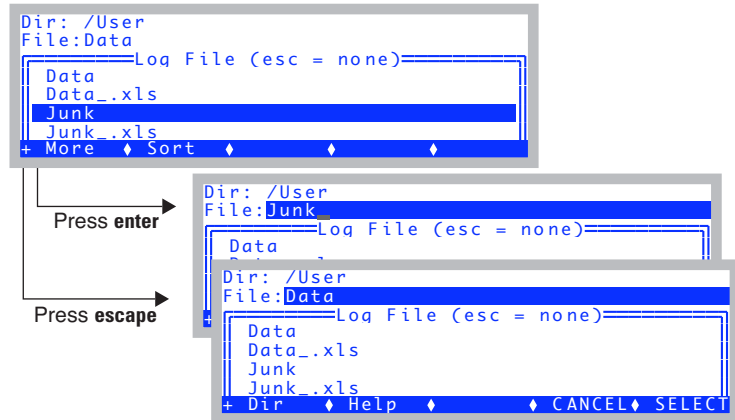 Dir: /User
File:Data
Log File (esc = none)
Data
Data_.xls
Junk
Junk_.xls
+ More ♦ Sort ♦ ♦ ♦
Press enter
Dir: /User
File:Junk_
Log File (esc = none)
Data
+
Press escape
Dir: /User
File:Data
Log File (esc = none)
Data
Data_.xls
Junk
Junk_.xls
+ Dir ♦ Help ♦ ♦ CANCEL♦ SELECT